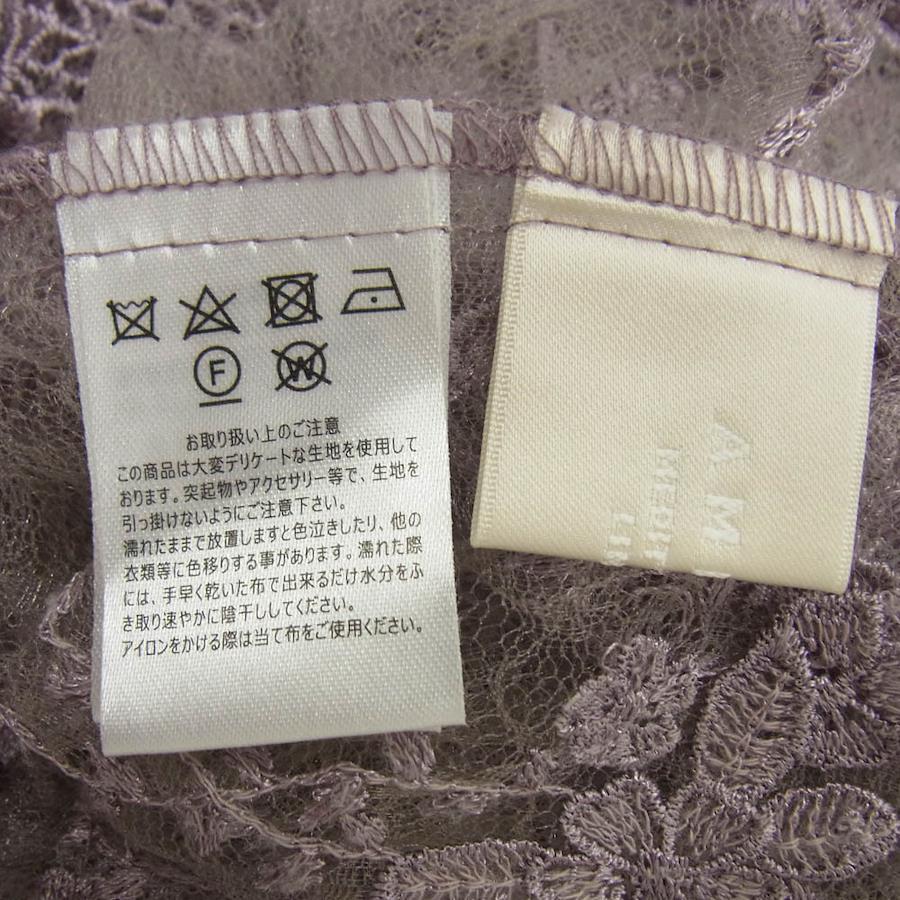 F
W
お取り扱い上のご注意
この商品は大変デリケートな生地を使用して
おります。突起物やアクセサリー等で、生地を
引っ掛けないようにご注意下さい。
濡れたままで放置しますと色泣きしたり、他の
衣類等に色移りする事があります。濡れた際
には、手早く乾いた布で出来るだけ水分をふ
き取り速やかに陰干ししてください。
アイロンをかける際は当て布をご使用ください。
A M